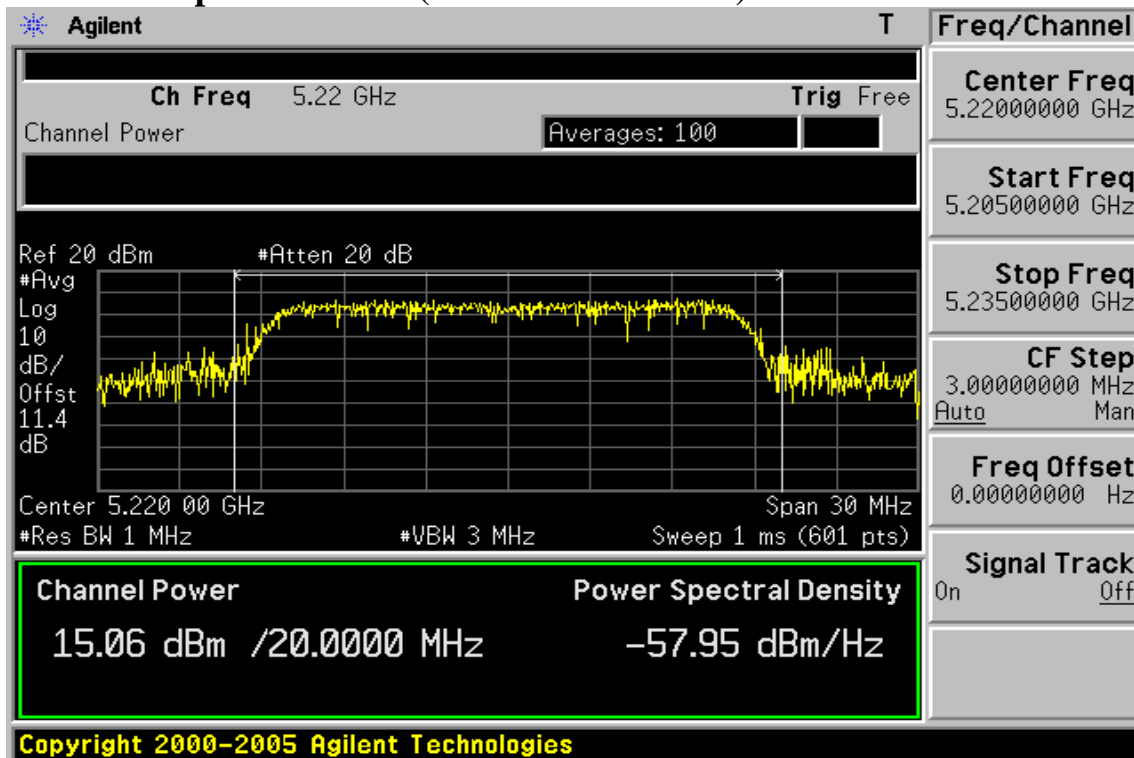 Agilent T
Ch Freq 5.22 GHz Trig Free
Channel Power Averages: 100
Ref 20 dBm #Atten 20 dB
#Avg
Log
10
dB/
Offst
11.4
dB
Center 5.220 00 GHz Span 30 MHz
#Res BW 1 MHz #VBW 3 MHz Sweep 1 ms (601 pts)
Channel Power Power Spectral Density
15.06 dBm /20.0000 MHz -57.95 dBm/Hz
Copyright 2000-2005 Agilent Technologies
Freq/Channel
Center Freq
5.22000000 GHz
Start Freq
5.20500000 GHz
Stop Freq
5.23500000 GHz
CF Step
3.00000000 MHz
Auto Man
Freq Offset
0.00000000 Hz
Signal Track
On Off